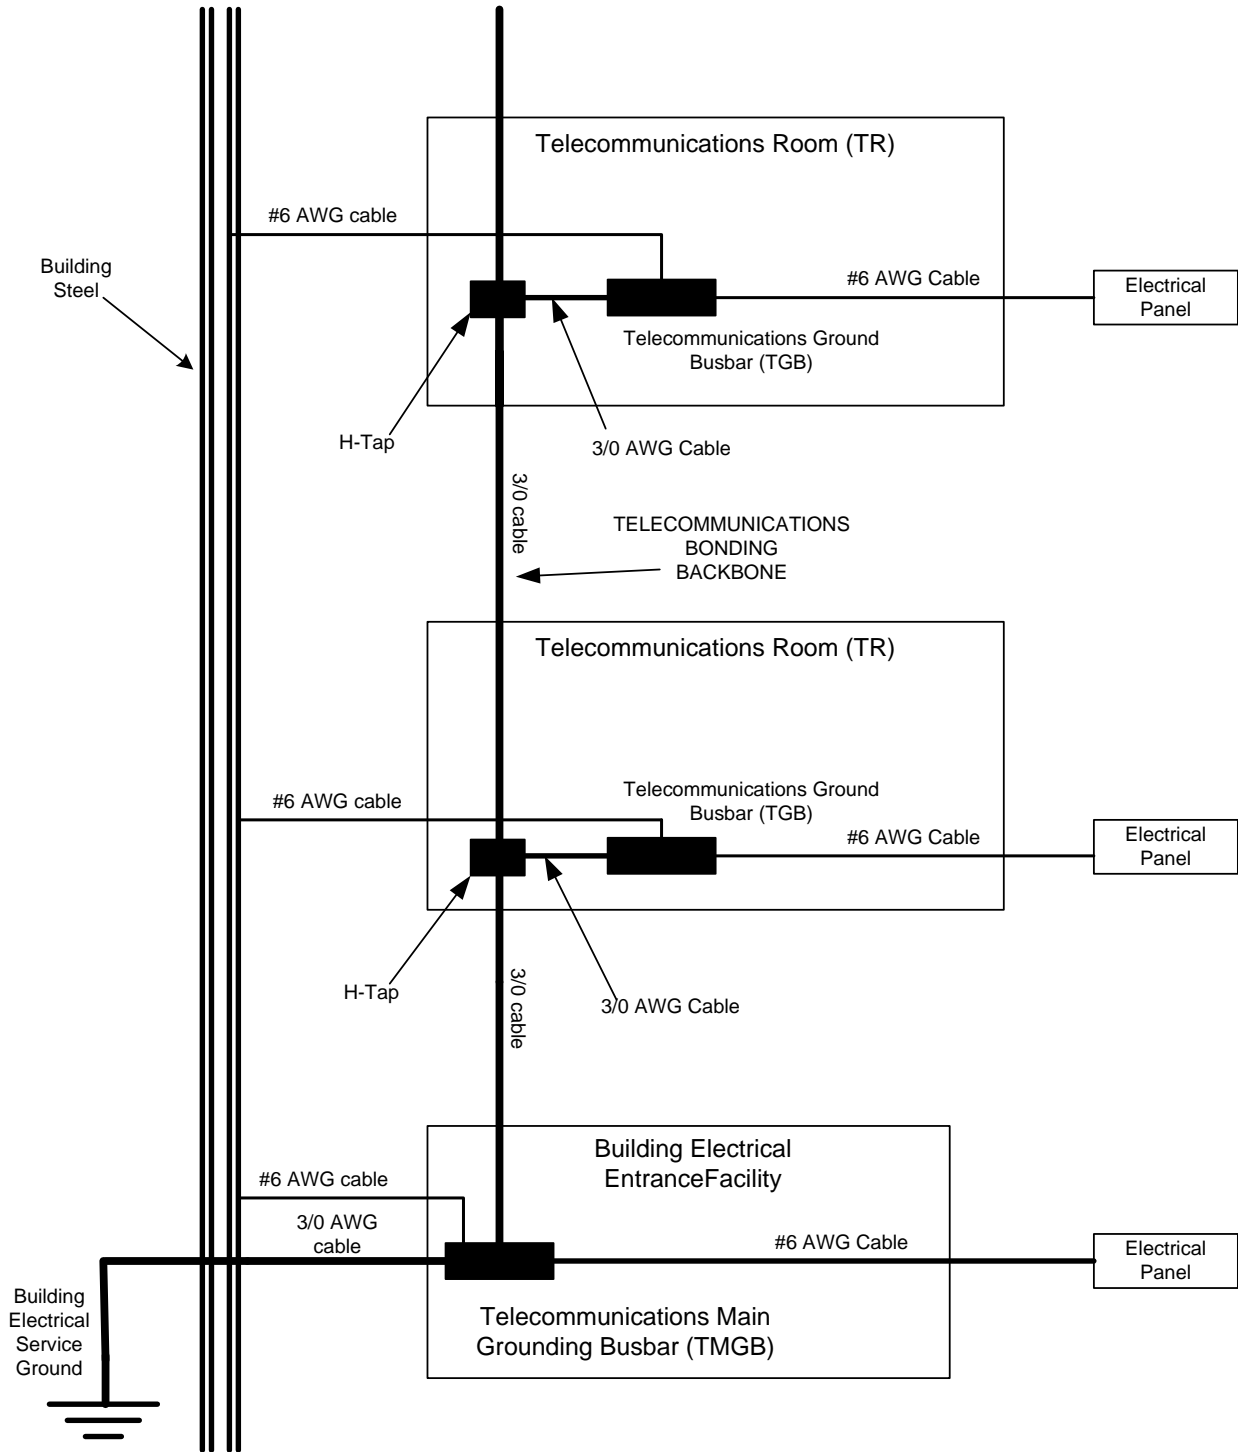 Telecommunications Room (TR)
#6 AWG cable
Building
Steel
#6 AWG Cable
Electrical
Panel
Telecommunications Ground
Busbar (TGB)
H-Tap
3/0 AWG Cable
3/0 cable
TELECOMMUNICATIONS
BONDING
BACKBONE
Telecommunications Room (TR)
#6 AWG cable
Telecommunications Ground
Busbar (TGB)
#6 AWG Cable
Electrical
Panel
H-Tap
3/0 AWG Cable
3/0 cable
Building Electrical
EntranceFacility
#6 AWG cable
3/0 AWG
cable
#6 AWG Cable
Electrical
Panel
Building
Electrical
Service
Ground
Telecommunications Main
Grounding Busbar (TMGB)